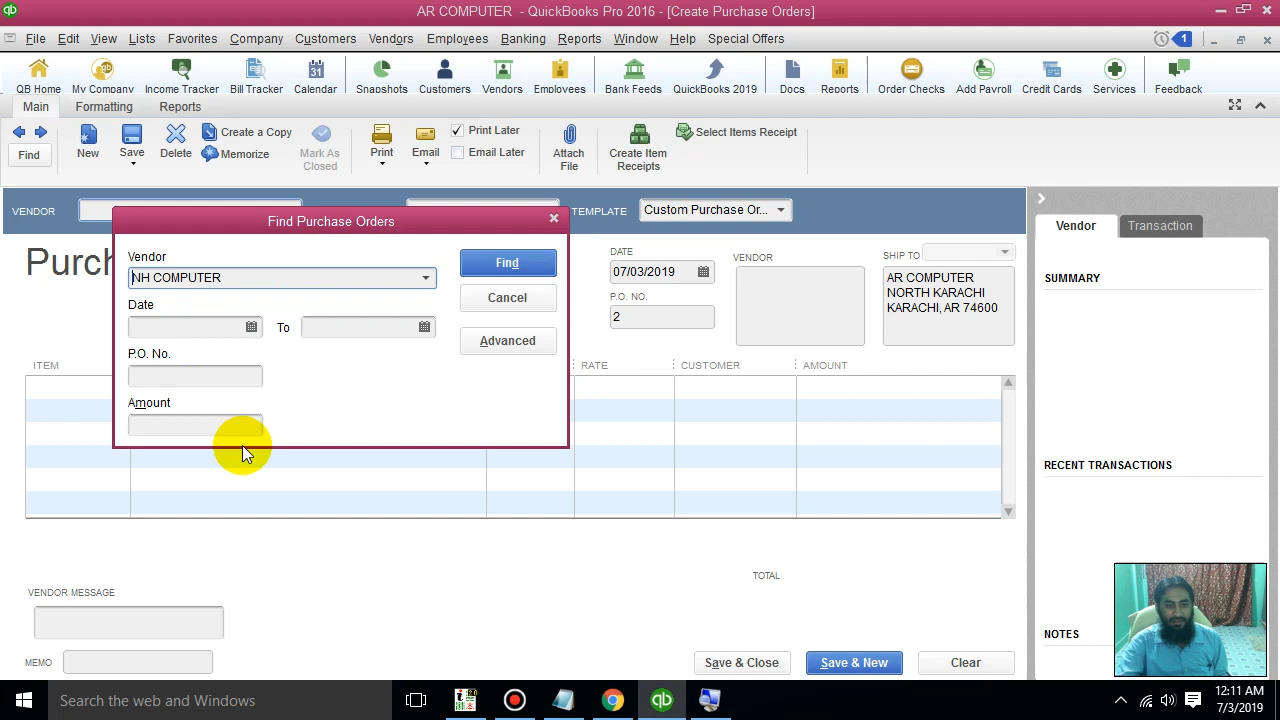 AR COMPUTER - QuickBooks Pro 2016 - [Create Purchase Orders]
File Edit View Lists Favorites Company Customers Vendors Employees Banking Reports Window Help Special Offers 1
QB Home My Company Income Tracker Bill Tracker 31 Calendar Snapshots Customers Vendors Employees Bank Feeds QuickBooks 2019 Docs Reports Order Checks Add Payroll Credit Cards Services Feedback
Main Formatting Reports
Find New Save Delete Create a Copy Memorize Mark As Closed Print Email Print Later Email Later Attach File Create Item Receipts Select Items Receipt
VENDOR TEMPLATE Custom Purchase Or...
Find Purchase Orders
Vendor
NH COMPUTER
Date
To
P.O. No.
Amount
Find
Cancel
Advanced
Purch
DATE
07/03/2019
P.O. NO.
2
VENDOR
SHIP TO
AR COMPUTER
NORTH KARACHI
KARACHI, AR 74600
ITEM RATE CUSTOMER AMOUNT
TOTAL
VENDOR MESSAGE
MEMO
Save & Close Save & New Clear
Vendor Transaction
SUMMARY
RECENT TRANSACTIONS
NOTES
Search the web and Windows
qb
12:11 AM
7/3/2019